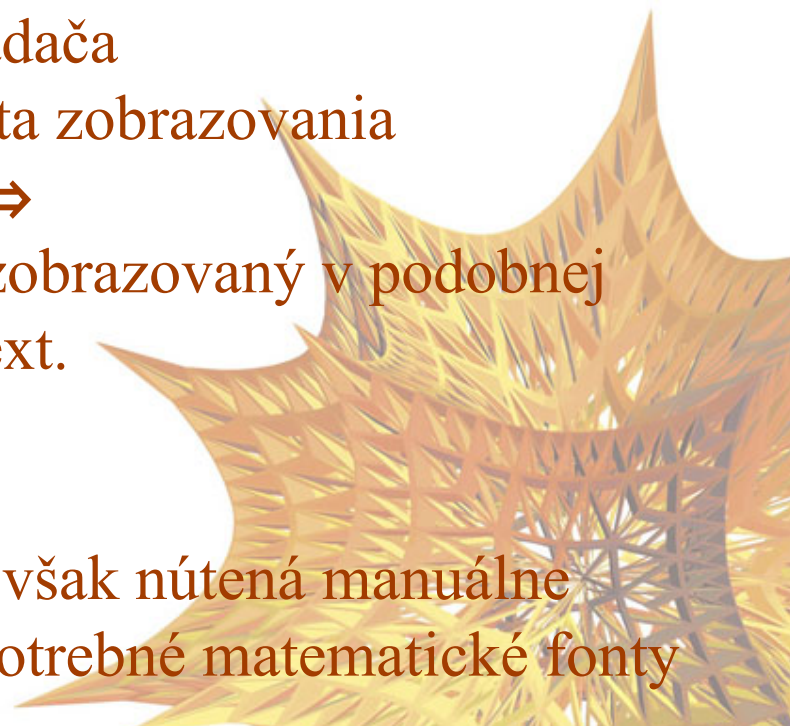 dača
ta zobrazovania
⇒
zobrazovaný v podobnej
ext.
však nútená manuálne
otrebné matematické fonty